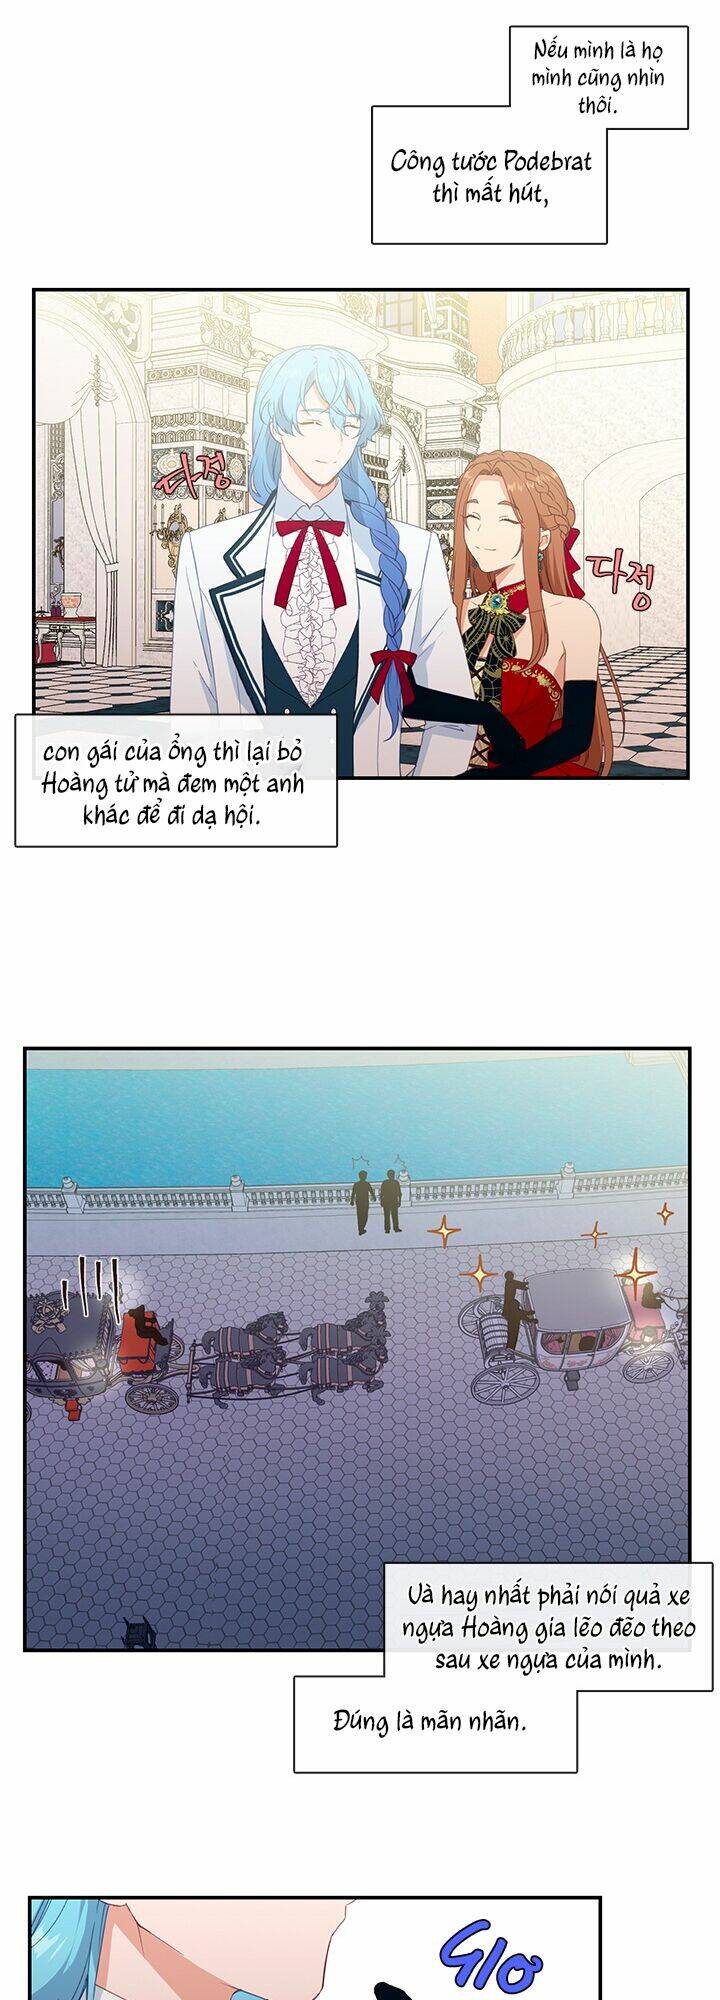 Nếu mình là họ
mình cũng nhìn
thôi.
Công tước Podebrat
thì mất hút,
다정
다정
con gái của ổng thì lại bỏ
Hoàng tử mà đem một anh
khác để đi dạ hội.
Và hay nhất phải nói quả xe
ngựa Hoàng gia lẽo đẽo theo
sau xe ngựa của mình.
Đúng là mãn nhãn.
Giơ